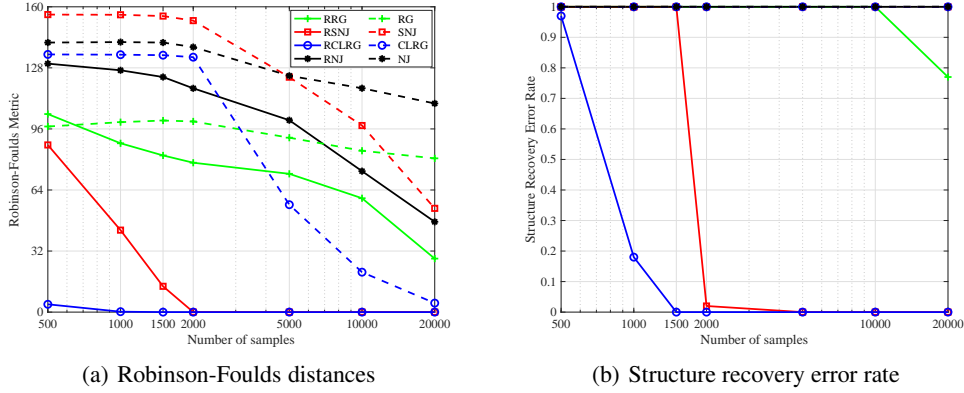 160
128
96
64
32
0
Robinson-Foulds Metric
500
1000
1500
2000
5000
10000
20000
Number of samples
RRG
RG
RSNJ
SNJ
RCLRG
CLRG
RNJ
NJ
(a) Robinson-Foulds distances
1
0.9
0.8
0.7
0.6
0.5
0.4
0.3
0.2
0.1
0
Structure Recovery Error Rate
500
1000
1500
2000
10000
20000
Number of samples
(b) Structure recovery error rate